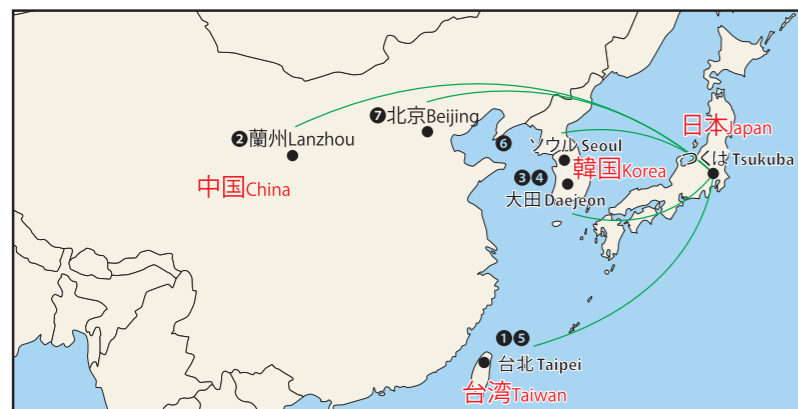 ❼北京Beijing
❷蘭州Lanzhou
中国China
❻
ソウル Seoul
韓国Korea
❸❹
大田 Daejeon
日本Japan
つくは Tsukuba
❶❺
台北 Taipei
台湾Taiwan